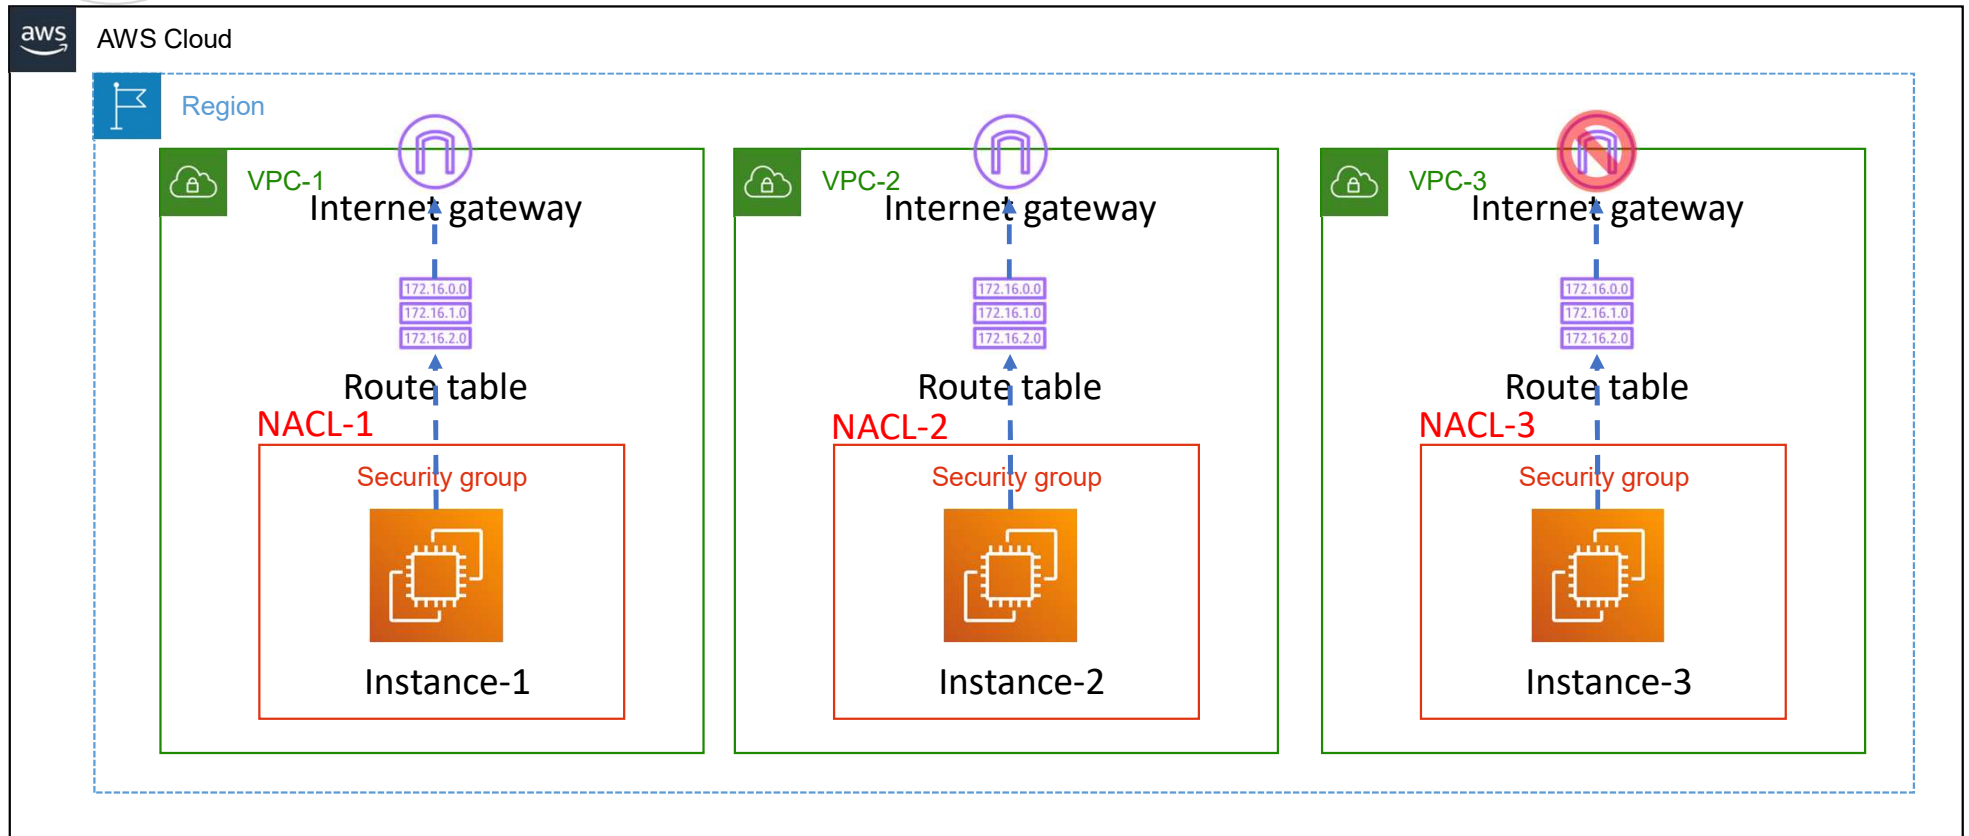 aws
AWS Cloud
Region
VPC-1
Internet gateway
172.16.0.0
172.16.1.0
172.16.2.0
Route table
NACL-1
Security group
Instance-1
VPC-2
Internet gateway
172.16.0.0
172.16.1.0
172.16.2.0
Route table
NACL-2
Security group
Instance-2
VPC-3
Internet gateway
172.16.0.0
172.16.1.0
172.16.2.0
Route table
NACL-3
Security group
Instance-3